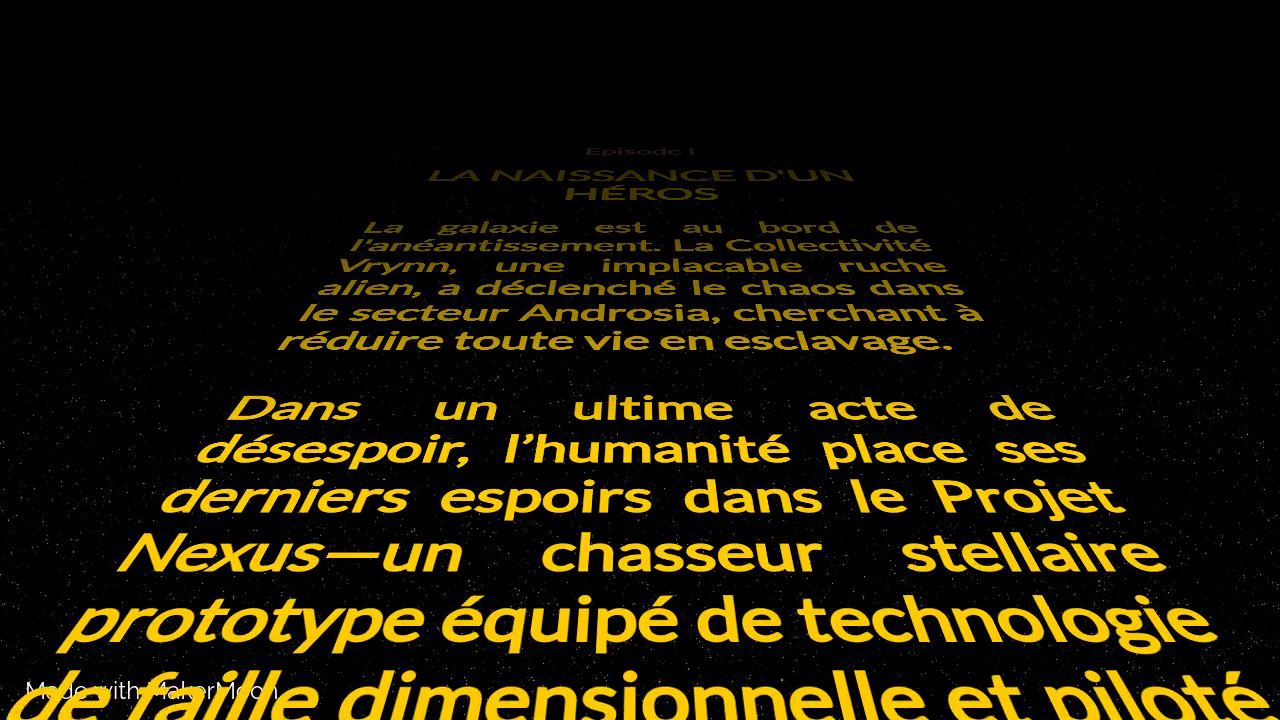 Episode I
LA NAISSANCE D'UN
HÉROS
La galaxie est au bord de
l'anéantissement. La Collectivité
Vrynn, une implacable ruche
alien, a déclenché le chaos dans
le secteur Androsia, cherchant à
réduire toute vie en esclavage.
Dans un ultime acte de
désespoir, l’humanité place ses
derniers espoirs dans le Projet
Nexus—un chasseur stellaire
prototype équipé de technologie
de faille dimensionnelle et piloté
Made with MakerMoon